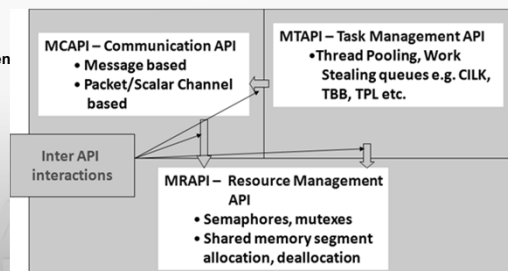 MCAPI – Communication API
• Message based
• Packet/Scalar Channel
based
MTAPI – Task Management API
• Thread Pooling, Work
Stealing queues e.g. CILK,
TBB, TPL etc.
Inter API
interactions
MRAPI – Resource Management
API
• Semaphores, mutexes
• Shared memory segment
allocation, deallocation